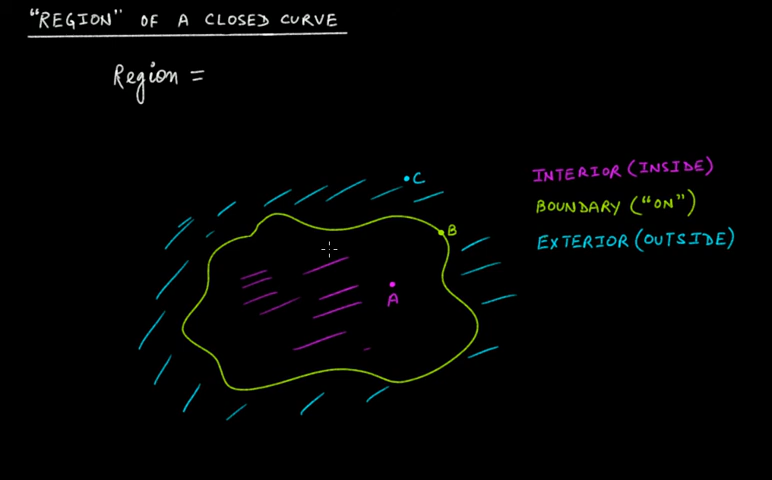 "REGION" OF A CLOSED CURVE
Region =
C
INTERIOR (INSIDE)
BOUNDARY ("ON")
B
EXTERIOR (OUTSIDE)
A